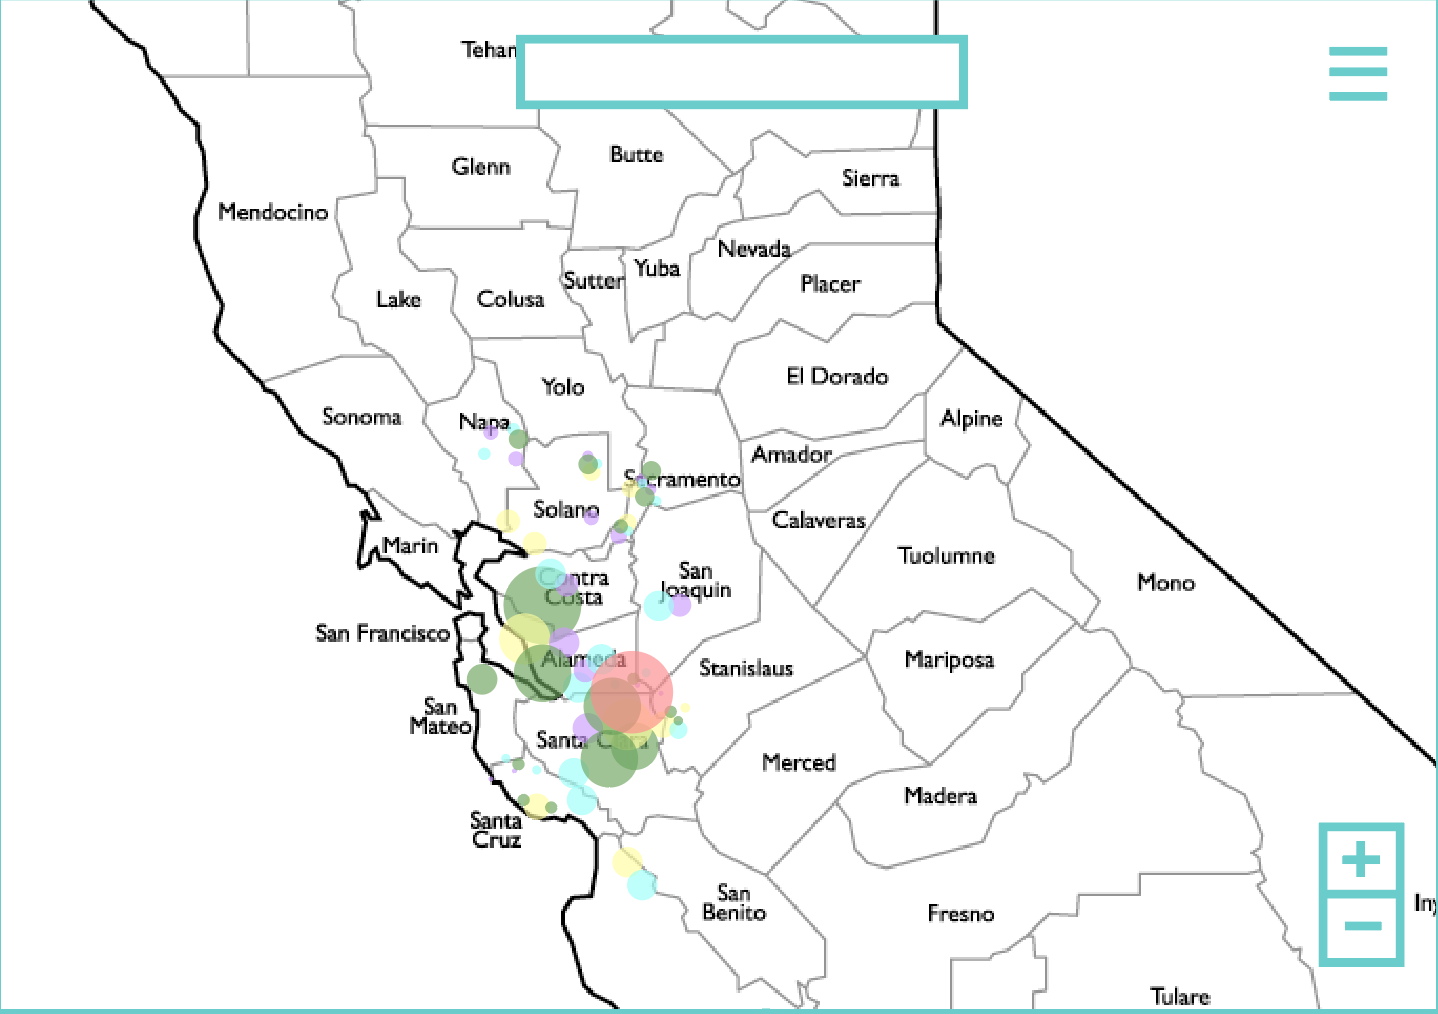 Tehan
Glenn
Butte
Sierra
Mendocino
Nevada
Sutter
Yuba
Placer
Lake
Colusa
El Dorado
Yolo
Sonoma
Napa
Alpine
Amador
Sacramento
Solano
Calaveras
Marin
Tuolumne
Contra
Costa
San
Joaquin
Mono
San Francisco
Alameda
Stanislaus
Mariposa
San
Mateo
Santa Clara
Merced
Madera
Santa
Cruz
San
Benito
Fresno
Iny
Tulare